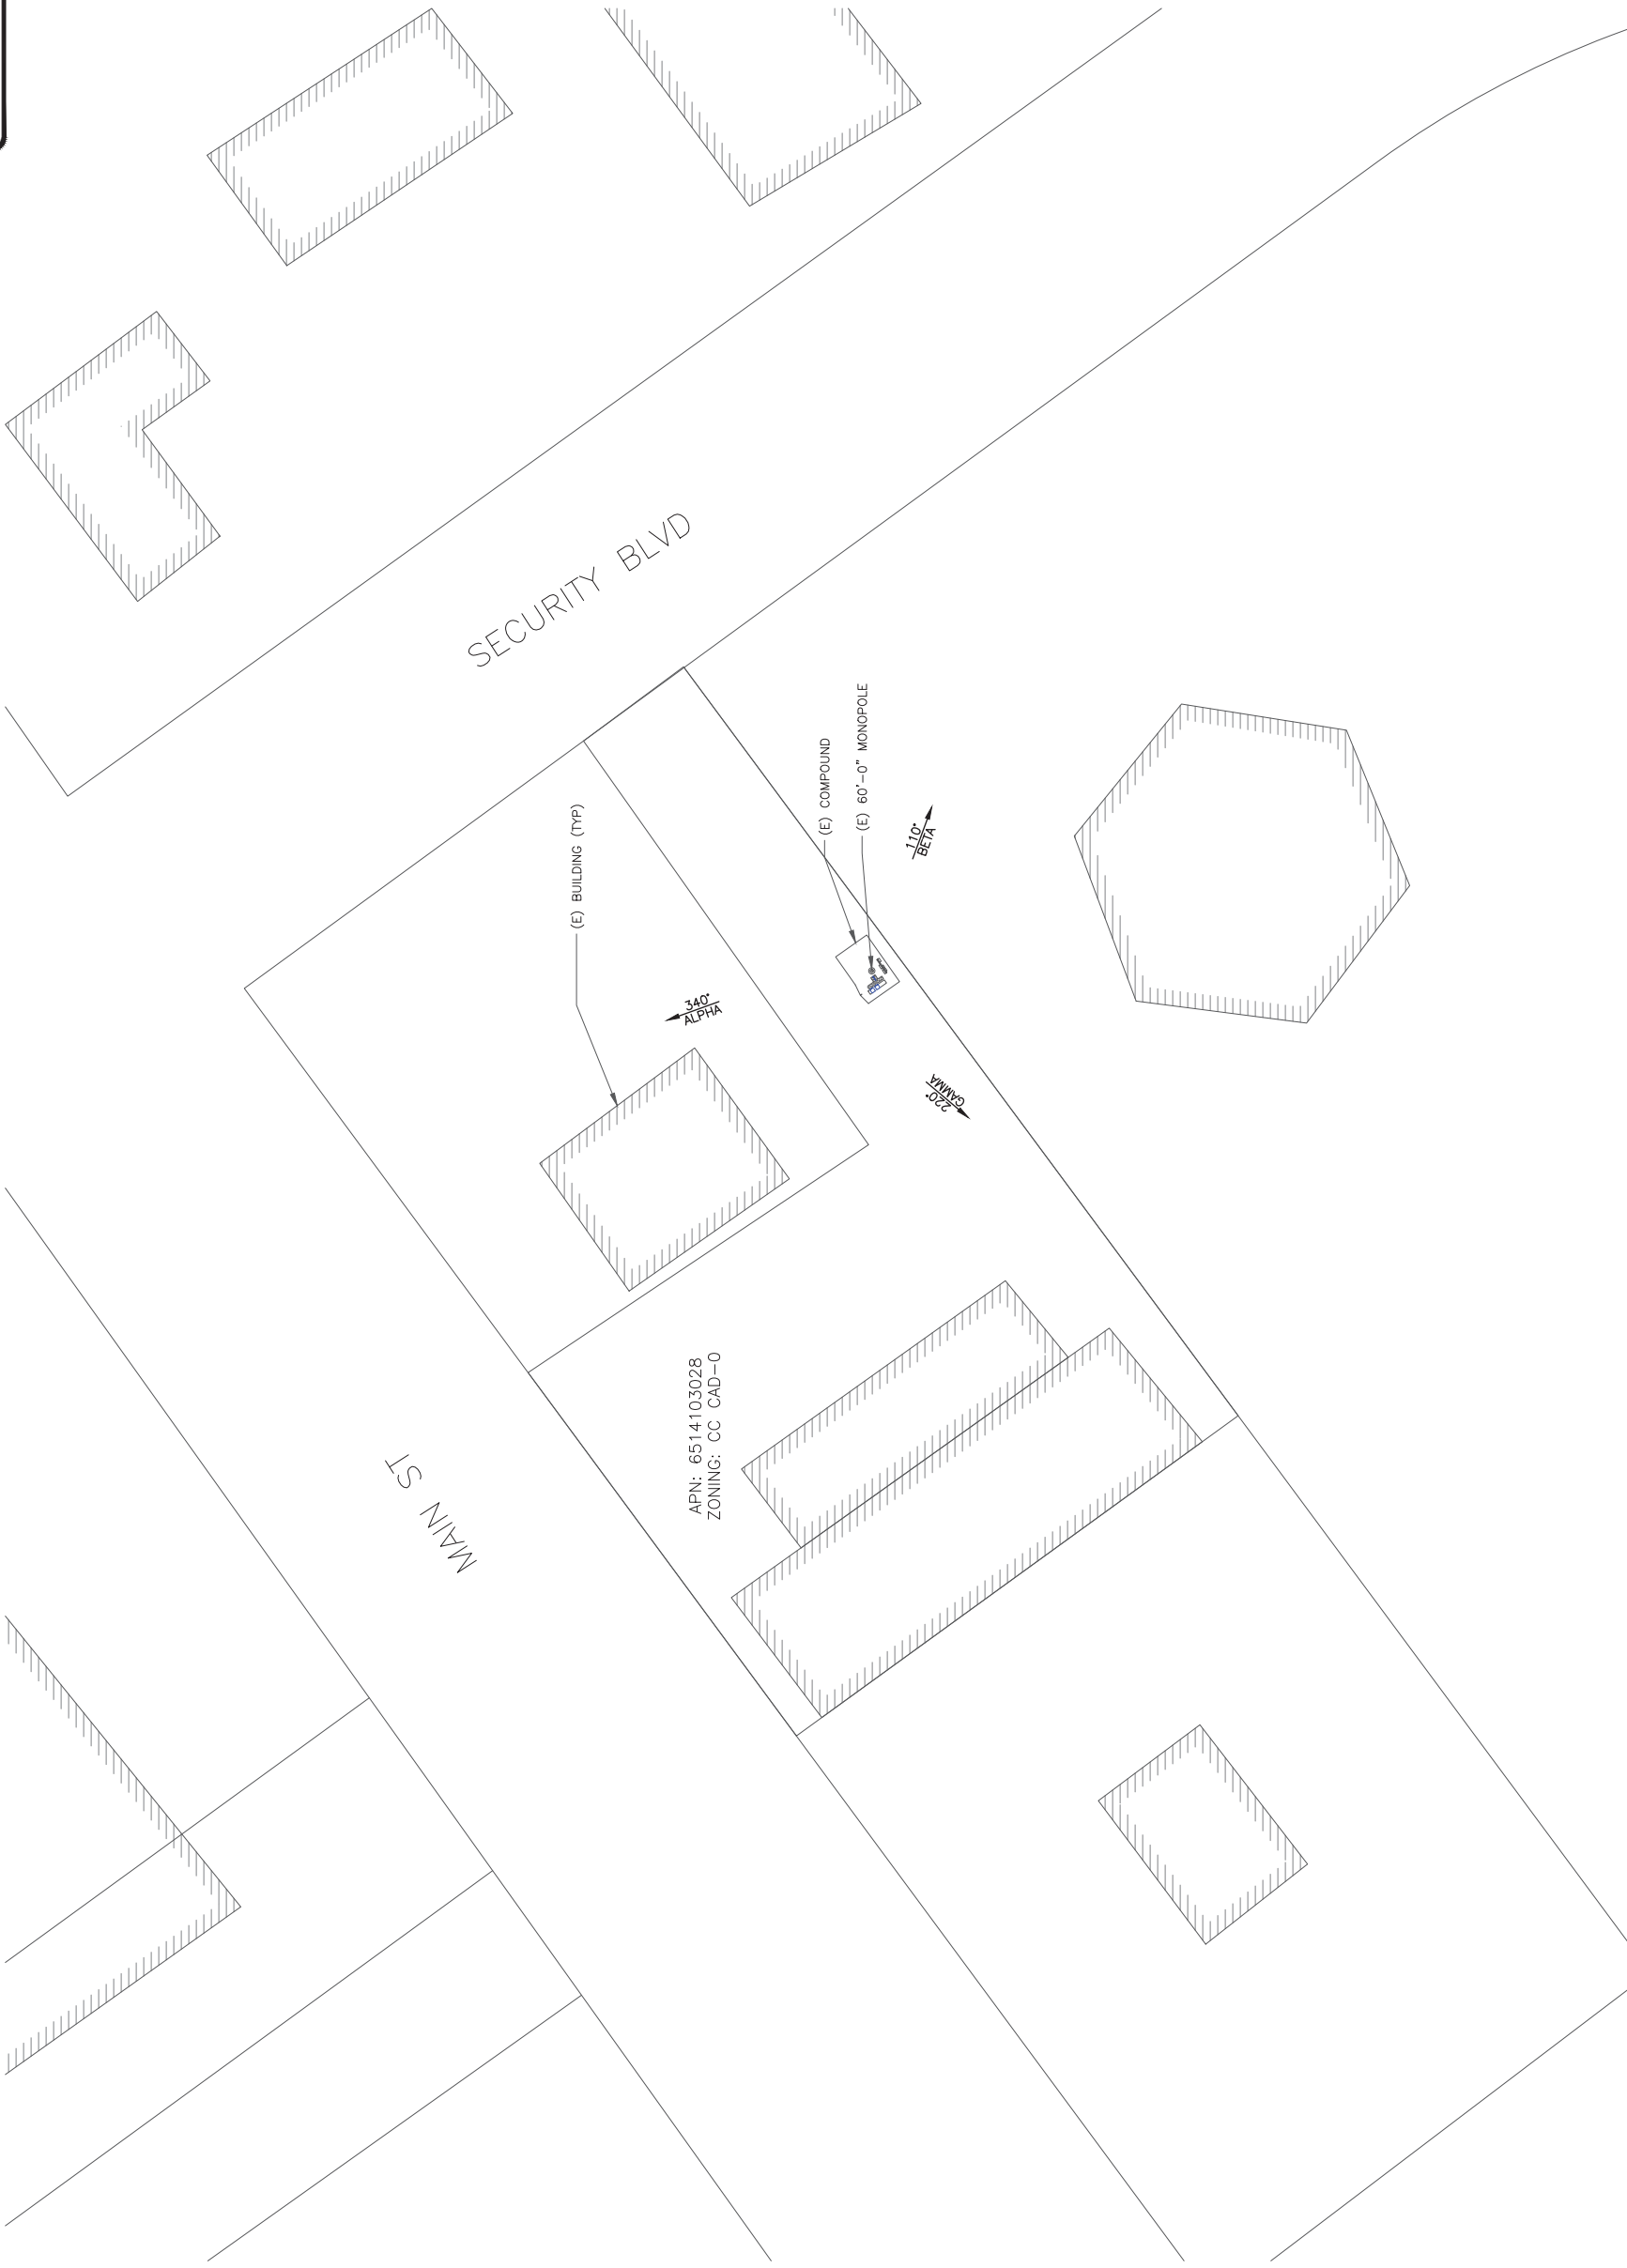 SECURITY BLVD
(E) COMPOUND
(E) 60'-0" MONOPOLE
110°
BETA
(E) BUILDING (TYP)
340°
ALPHA
220°
GAMMA
APN: 6514103028
ZONING: CC CAD-0
MAIN ST